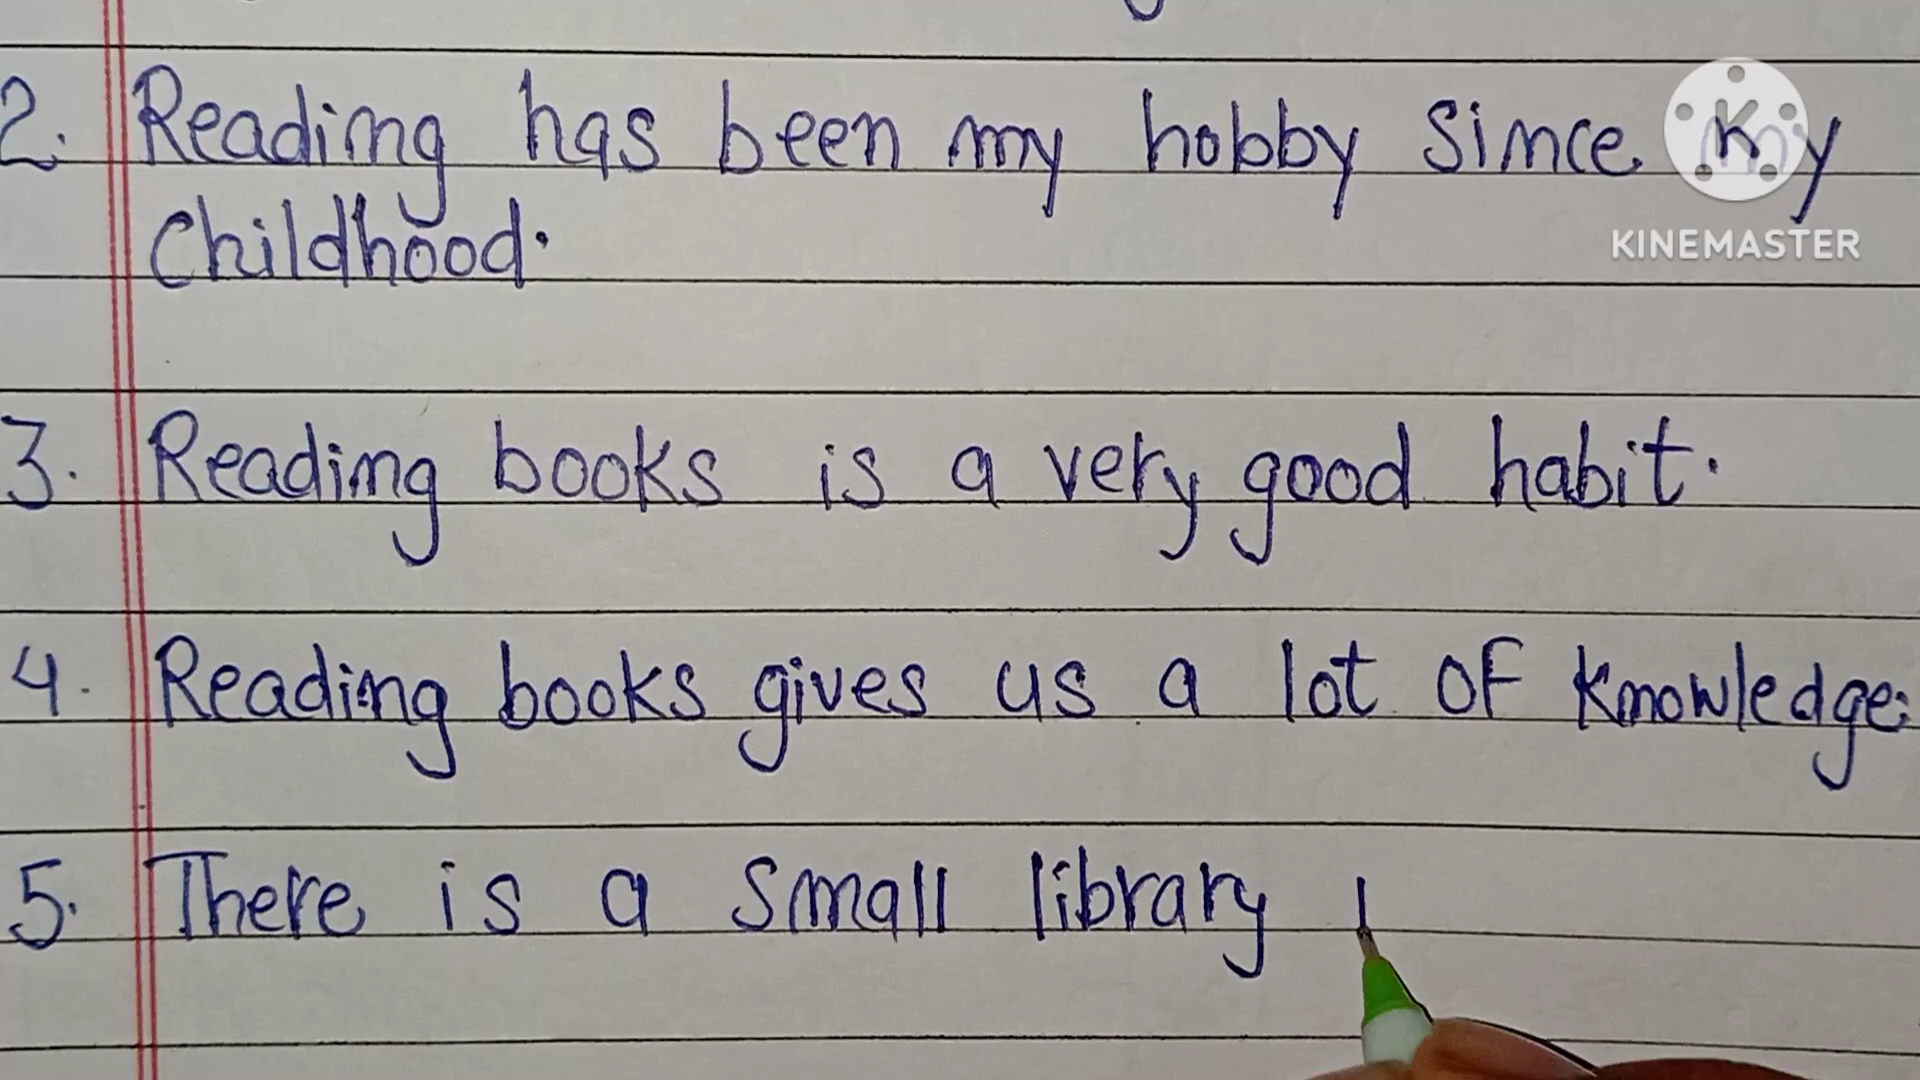 2. Reading has been my hobby since my
Childhood.
KINEMASTER
3. Reading books is a very good habit.
4. Reading books gives us a lot of knowledge.
5. There is a small library